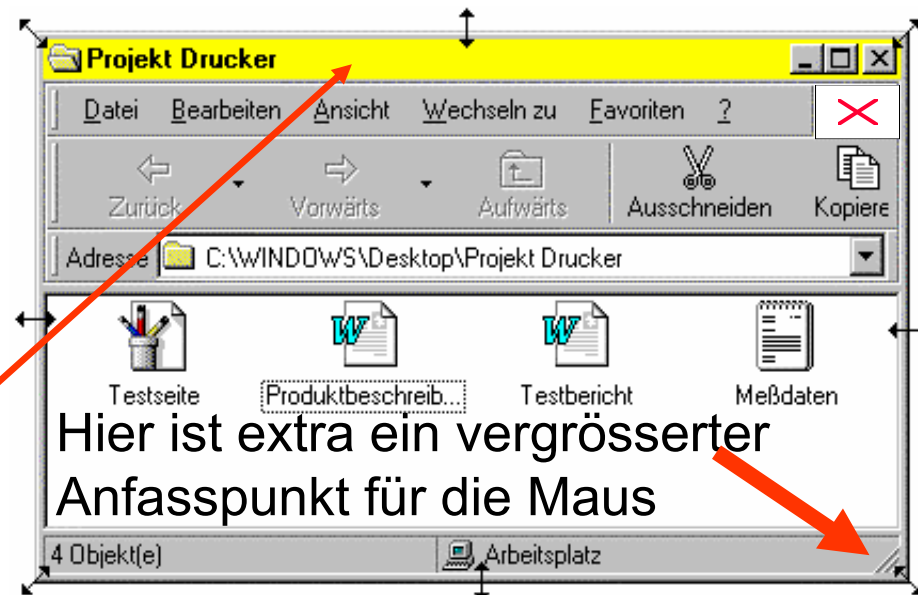 Projekt Drucker
Datei Bearbeiten Ansicht Wechseln zu Favoriten ?
Zurück Vorwärts Aufwärts Ausschneiden Kopiere
Adresse C:\WINDOWS\Desktop\Projekt Drucker
Testseite Produktbeschreib... Testbericht Meßdaten
Hier ist extra ein vergrösserter
Anfasspunkt für die Maus
4 Objekt(e) Arbeitsplatz